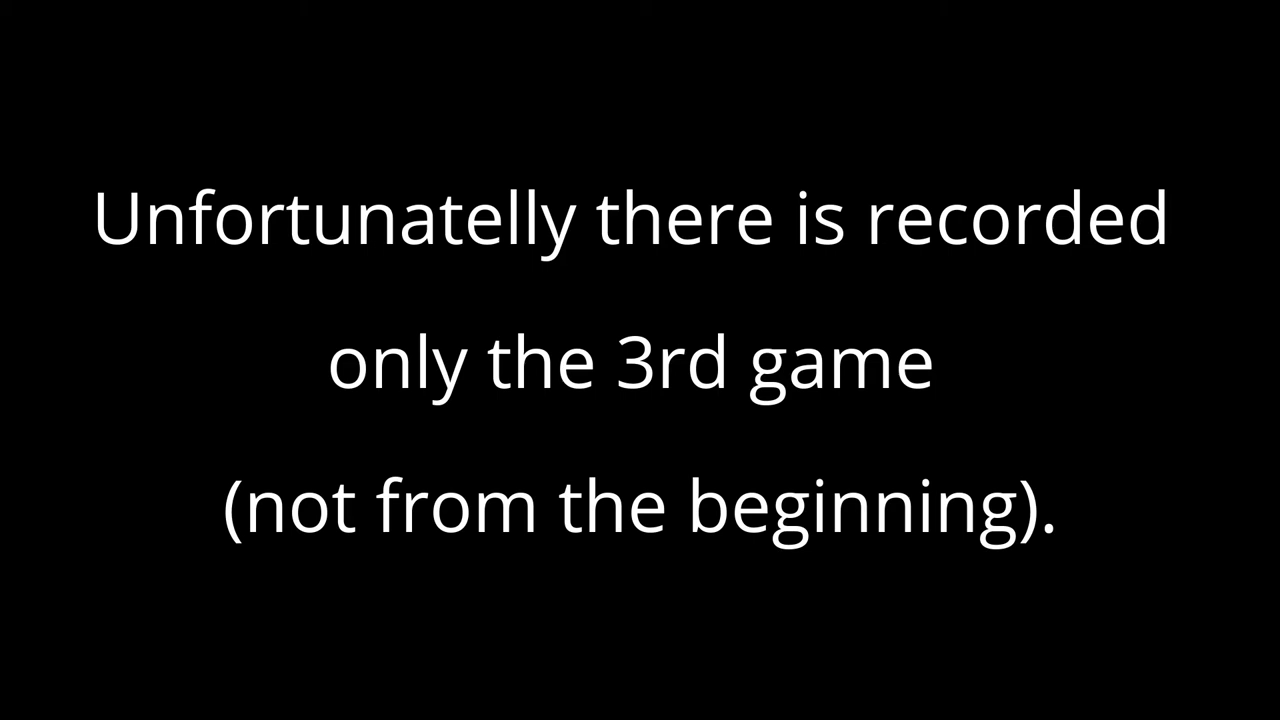 Unfortunatelly there is recorded
only the 3rd game
(not from the beginning).